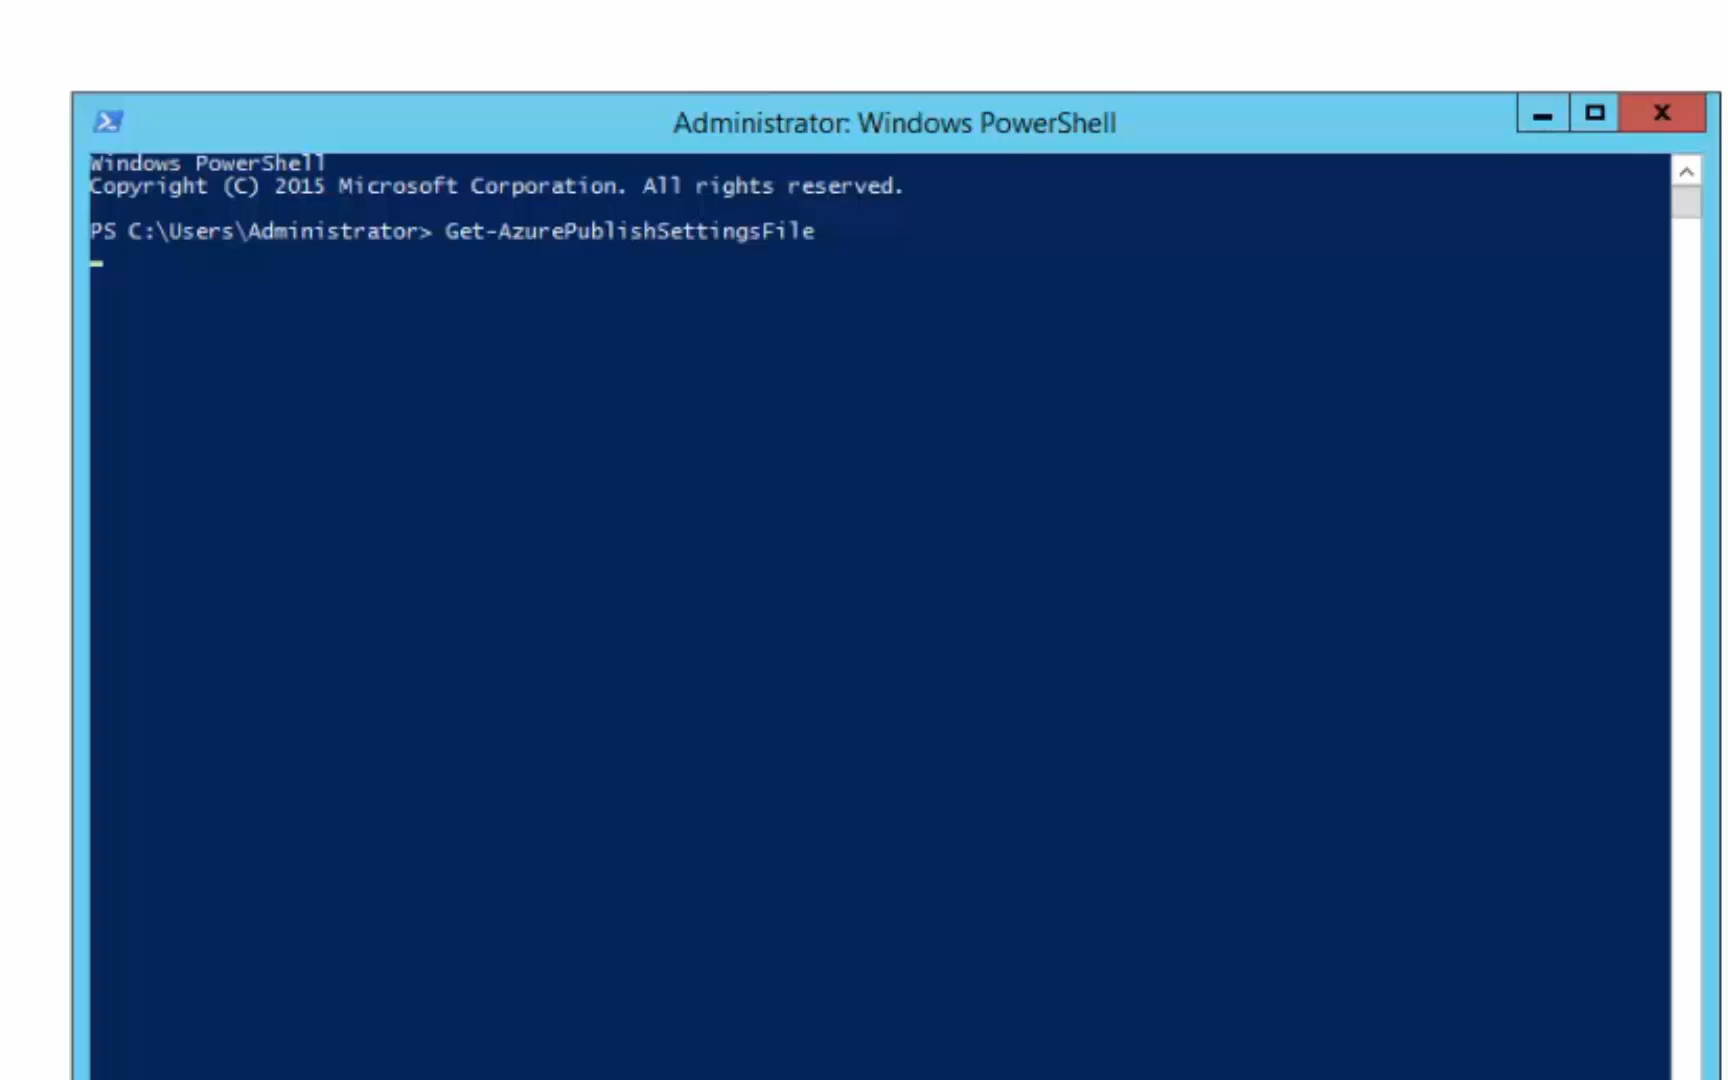 Administrator: Windows PowerShell
Windows PowerShell
Copyright (C) 2015 Microsoft Corporation. All rights reserved.
PS C:\Users\Administrator> Get-AzurePublishSettingsFile